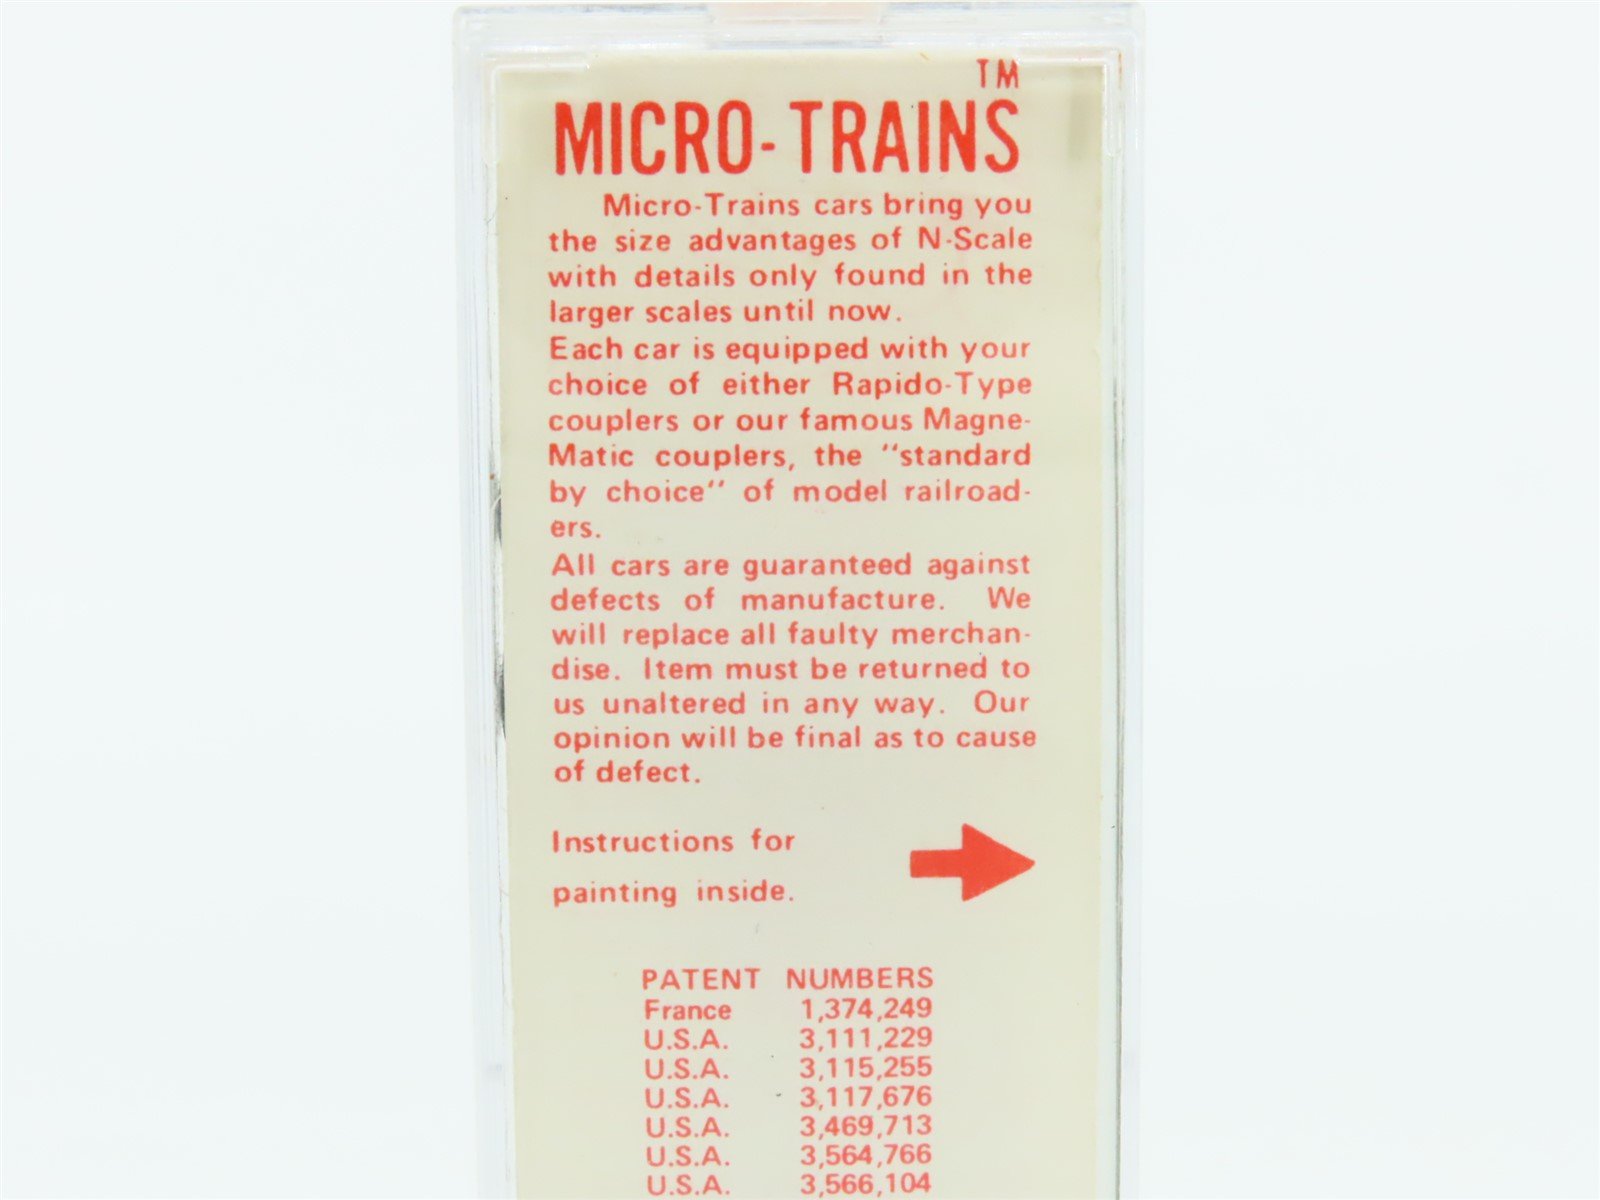 TM
MICRO-TRAINS
Micro-Trains cars bring you
the size advantages of N-Scale
with details only found in the
larger scales until now.
Each car is equipped with your
choice of either Rapido-Type
couplers or our famous Magne-
Matic couplers, the "standard
by choice" of model railroad-
ers.
All cars are guaranteed against
defects of manufacture. We
will replace all faulty merchan-
dise. Item must be returned to
us unaltered in any way. Our
opinion will be final as to cause
of defect.
Instructions for
painting inside.
PATENT NUMBERS
France 1,374,249
U.S.A. 3,111,229
U.S.A. 3,115,255
U.S.A. 3,117,676
U.S.A. 3,469,713
U.S.A. 3,564,766
U.S.A. 3,566,104